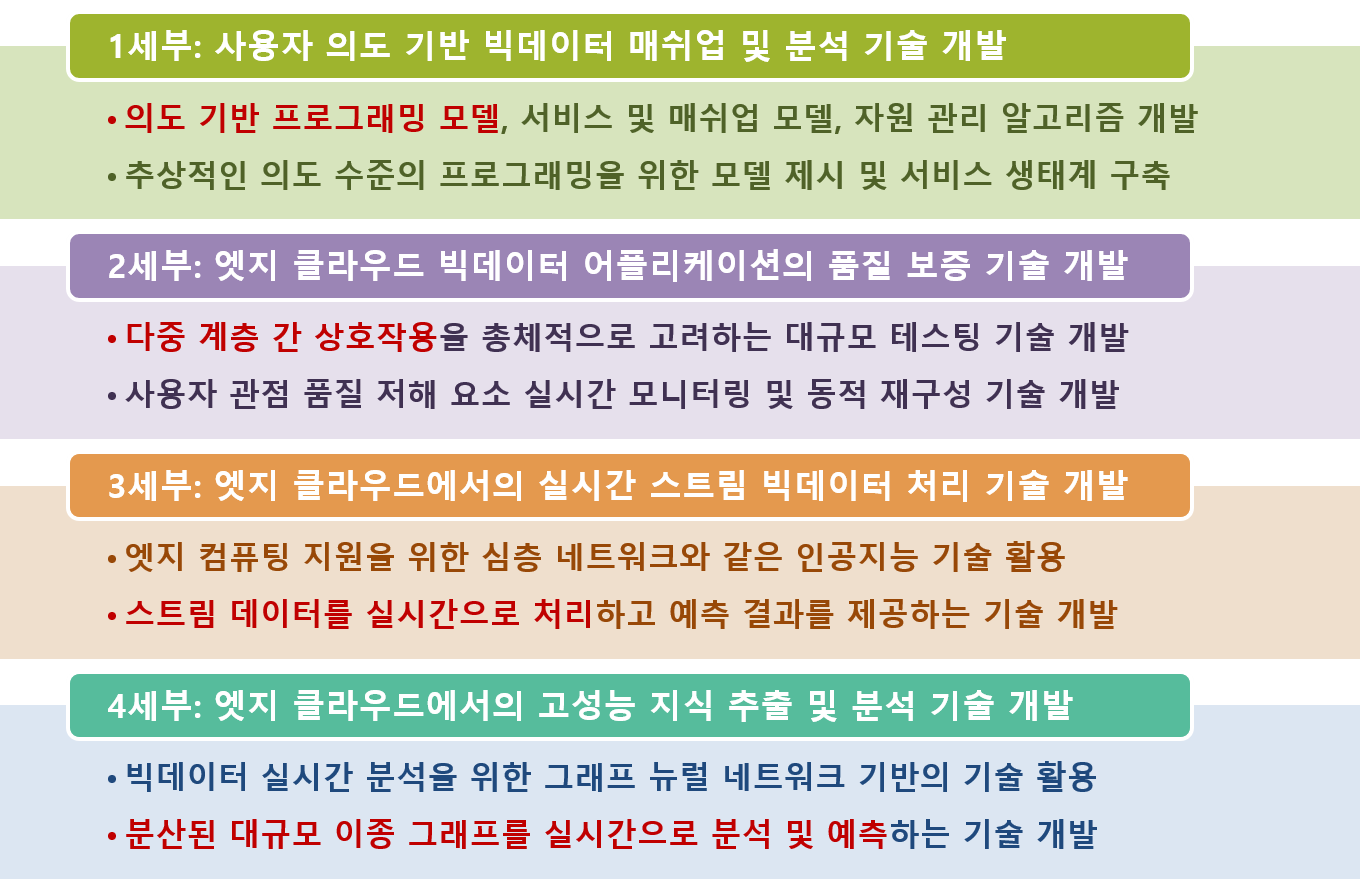 1세부: 사용자 의도 기반 빅데이터 매쉬업 및 분석 기술 개발
• 의도 기반 프로그래밍 모델, 서비스 및 매쉬업 모델, 자원 관리 알고리즘 개발
• 추상적인 의도 수준의 프로그래밍을 위한 모델 제시 및 서비스 생태계 구축
2세부: 엣지 클라우드 빅데이터 어플리케이션의 품질 보증 기술 개발
• 다중 계층 간 상호작용을 총체적으로 고려하는 대규모 테스팅 기술 개발
• 사용자 관점 품질 저해 요소 실시간 모니터링 및 동적 재구성 기술 개발
3세부: 엣지 클라우드에서의 실시간 스트림 빅데이터 처리 기술 개발
• 엣지 컴퓨팅 지원을 위한 심층 네트워크와 같은 인공지능 기술 활용
• 스트림 데이터를 실시간으로 처리하고 예측 결과를 제공하는 기술 개발
4세부: 엣지 클라우드에서의 고성능 지식 추출 및 분석 기술 개발
• 빅데이터 실시간 분석을 위한 그래프 뉴럴 네트워크 기반의 기술 활용
• 분산된 대규모 이종 그래프를 실시간으로 분석 및 예측하는 기술 개발